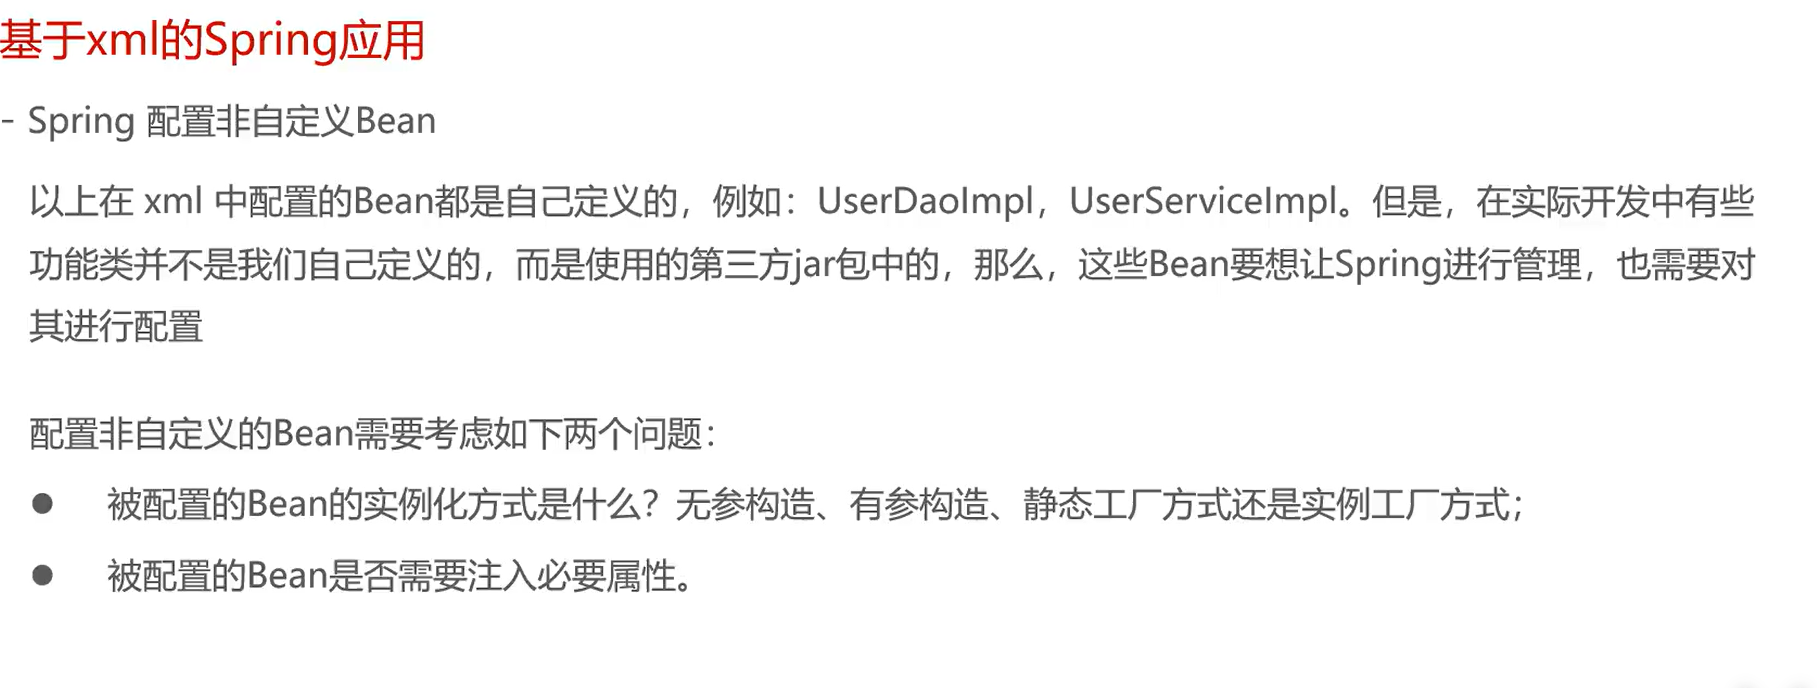 基于xml的Spring应用
- Spring 配置非自定义Bean
以上在 xml 中配置的Bean都是自己定义的，例如：UserDaoImpl，UserServiceImpl。但是，在实际开发中有些
功能类并不是我们自己定义的，而是使用的第三方jar包中的，那么，这些Bean要想让Spring进行管理，也需要对
其进行配置
配置非自定义的Bean需要考虑如下两个问题：
● 被配置的Bean的实例化方式是什么？无参构造、有参构造、静态工厂方式还是实例工厂方式；
● 被配置的Bean是否需要注入必要属性。